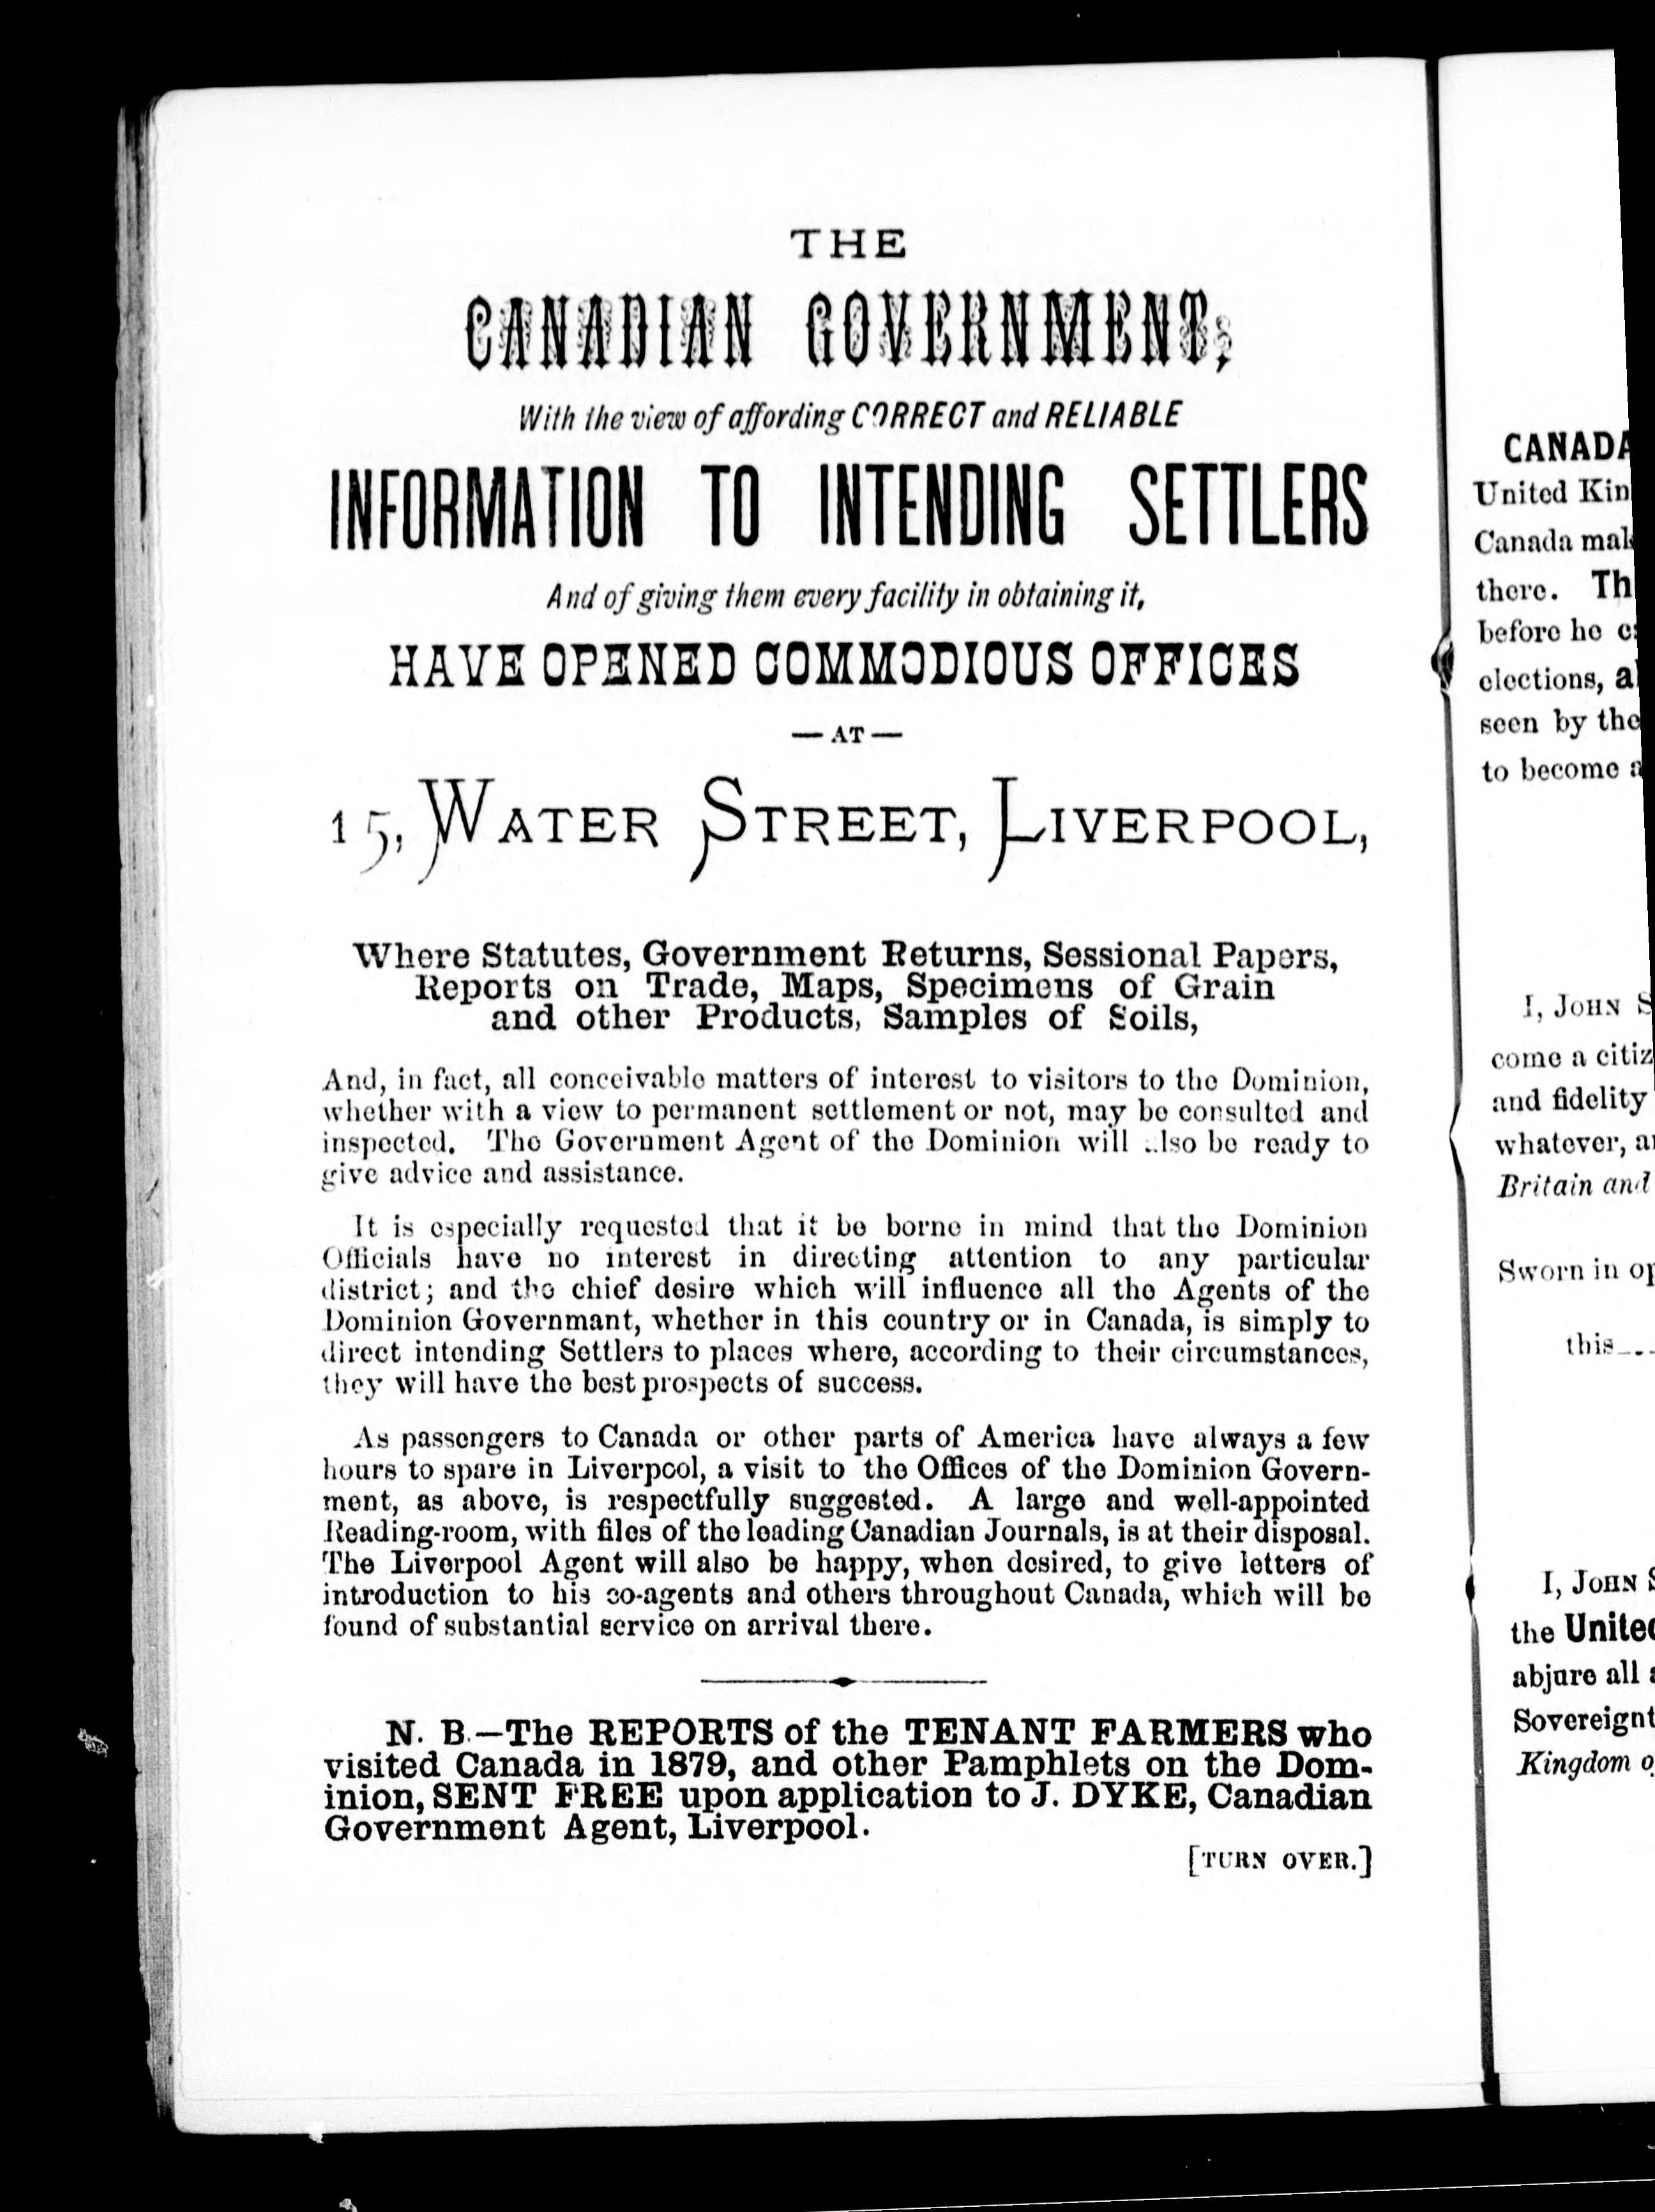 THE
CANADIAN GOVERNMENT,
With the view of affording CORRECT and RELIABLE
INFORMATION TO INTENDING SETTLERS
And of giving them every facility in obtaining it,
HAVE OPENED COMMODIOUS OFFICES
— AT —
15, WATER STREET, LIVERPOOL,
Where Statutes, Government Returns, Sessional Papers,
Reports on Trade, Maps, Specimens of Grain
and other Products, Samples of Soils,
And, in fact, all conceivable matters of interest to visitors to the Dominion,
whether with a view to permanent settlement or not, may be consulted and
inspected. The Government Agent of the Dominion will also be ready to
give advice and assistance.
It is especially requested that it be borne in mind that the Dominion
Officials have no interest in directing attention to any particular
district; and the chief desire which will influence all the Agents of the
Dominion Governmant, whether in this country or in Canada, is simply to
direct intending Settlers to places where, according to their circumstances,
they will have the best prospects of success.
As passengers to Canada or other parts of America have always a few
hours to spare in Liverpool, a visit to the Offices of the Dominion Govern-
ment, as above, is respectfully suggested. A large and well-appointed
Reading-room, with files of the leading Canadian Journals, is at their disposal.
The Liverpool Agent will also be happy, when desired, to give letters of
introduction to his co-agents and others throughout Canada, which will be
found of substantial service on arrival there.
N. B.—The REPORTS of the TENANT FARMERS who
visited Canada in 1879, and other Pamphlets on the Dom-
inion, SENT FREE upon application to J. DYKE, Canadian
Government Agent, Liverpool.
[TURN OVER.]
CANADA
United Kin
Canada mak
there. Th
before he c
elections, a
seen by the
to become a
I, JOHN S
come a citiz
and fidelity
whatever, a
Britain and
Sworn in op
this
I, JOHN S
the United
abjure all a
Sovereignt
Kingdom o